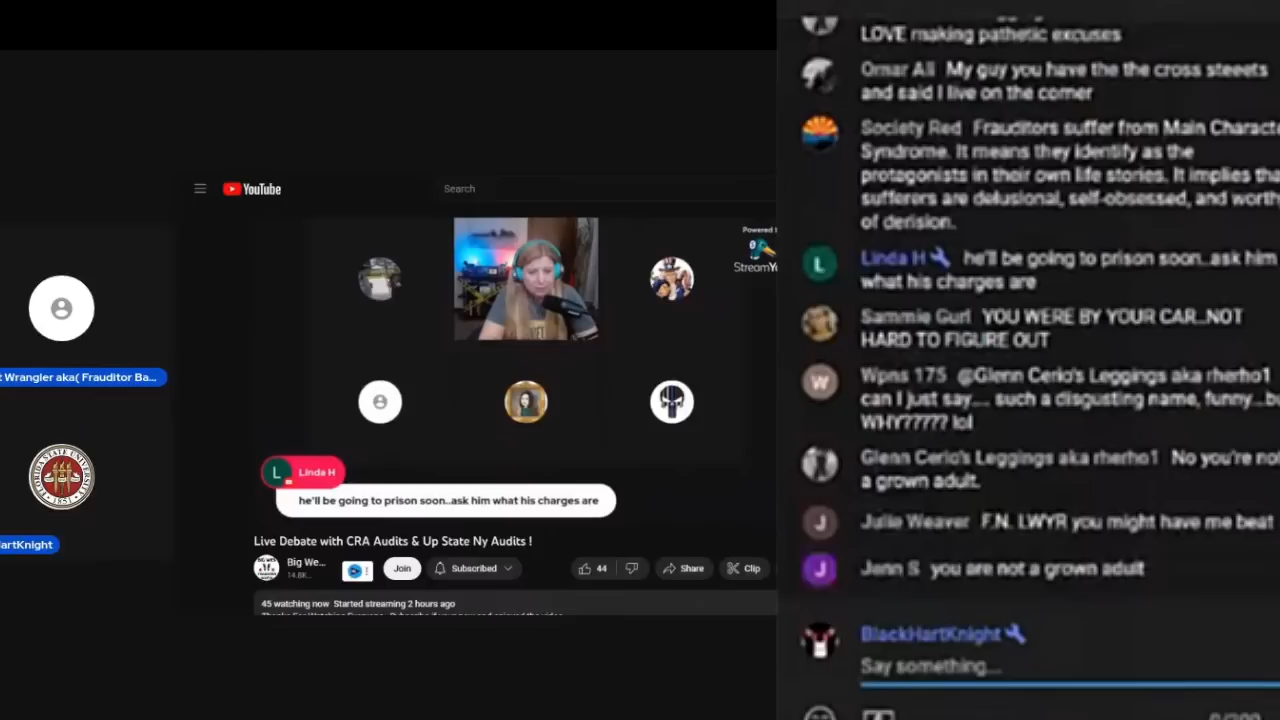 YouTube
Search
Powered
StreamY
t Wrangler aka( Frauditor Ba...
artKnight
Linda H
he'll be going to prison soon..ask him what his charges are
Live Debate with CRA Audits & Up State Ny Audits !
Big We...
14.8K...
Join
Subscribed
44
Share
Clip
45 watching now Started streaming 2 hours ago
LOVE making pathetic excuses
Omar Ali My guy you have the the cross steeets
and said I live on the corner
Society Red Frauditors suffer from Main Characte
Syndrome. It means they identify as the
protagonists in their own life stories. It implies tha
sufferers are delusional, self-obsessed, and worth
of derision.
Linda H he'll be going to prison soon..ask him
what his charges are
Sammie Gurl YOU WERE BY YOUR CAR..NOT
HARD TO FIGURE OUT
Wpns 175 @Glenn Cerio's Leggings aka rherho1
can I just say.... such a disgusting name, funny...bu
WHY????? lol
Glenn Cerio's Leggings aka rherho1 No you're not
a grown adult.
Julie Weaver F.N. LWYR you might have me beat
Jenn S you are not a grown adult
BlackHartKnight
Say something...